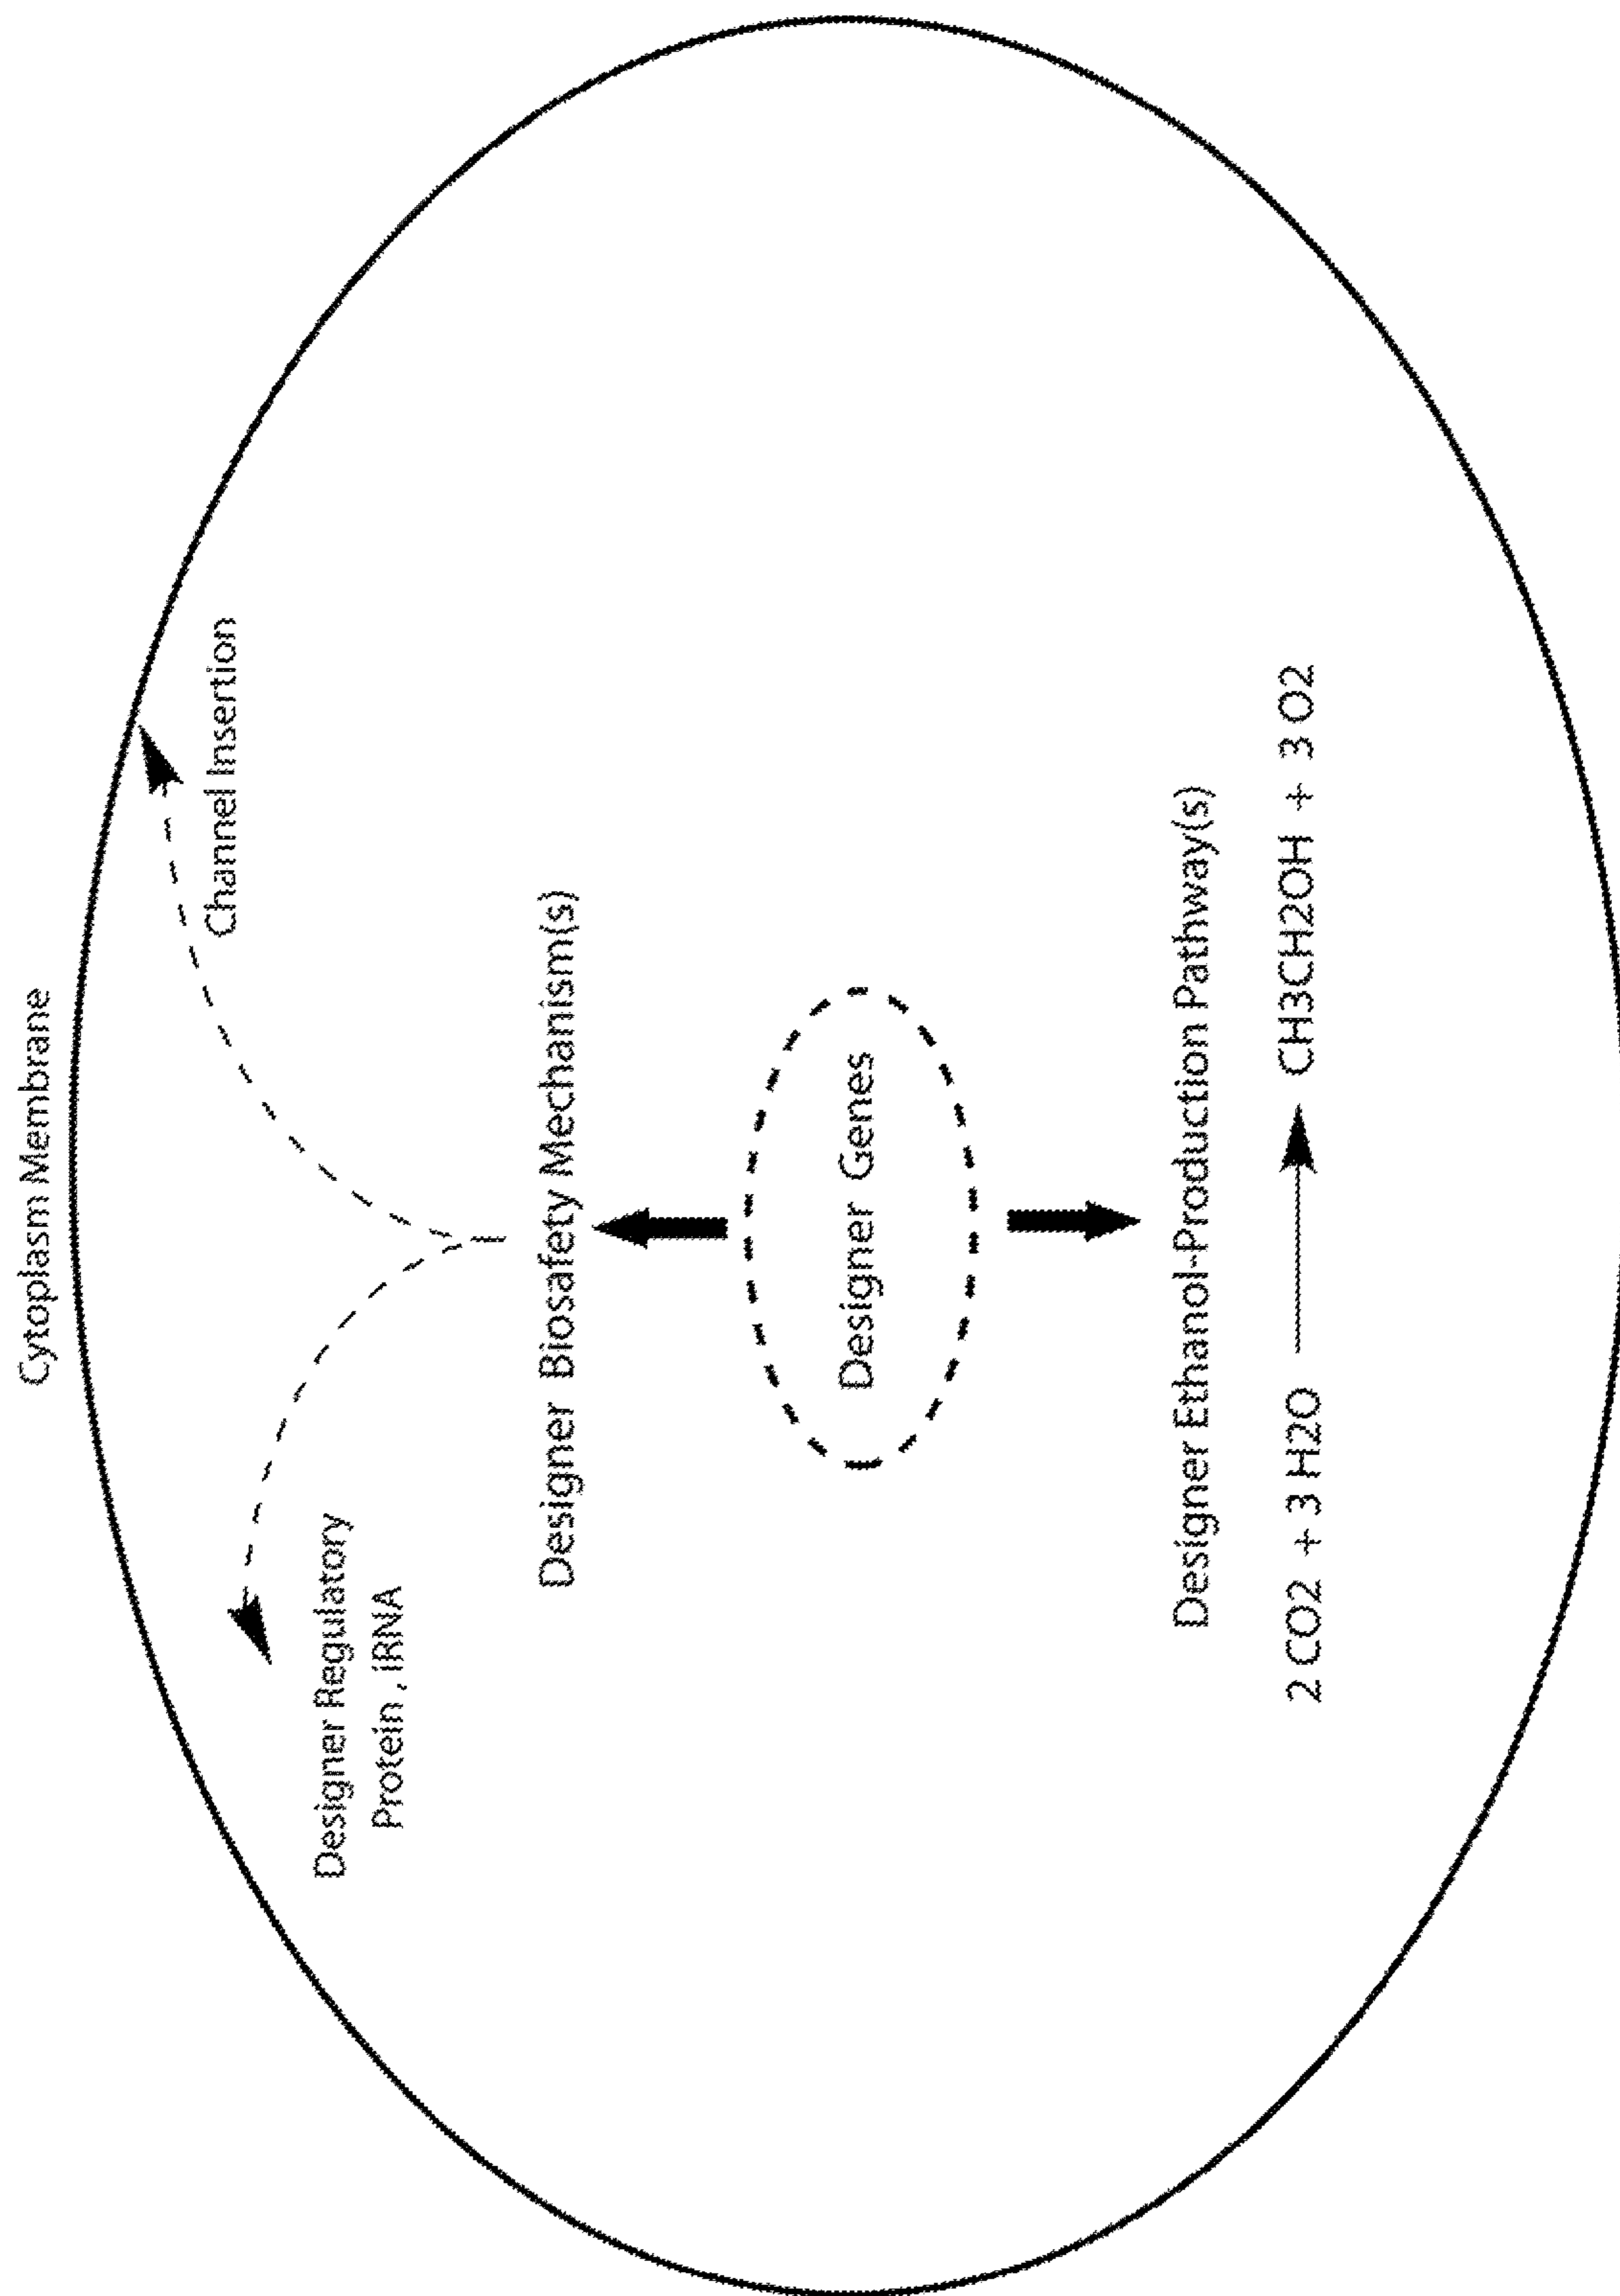 Cytoplasm Membrane
Designer Regulatory
Protein , iRNA
Channel Insertion
Designer Biosafety Mechanism(s)
Designer Genes
Designer Ethanol-Production Pathway(s)
2 CO2 + 3 H2O CH3CH2OH + 3 O2